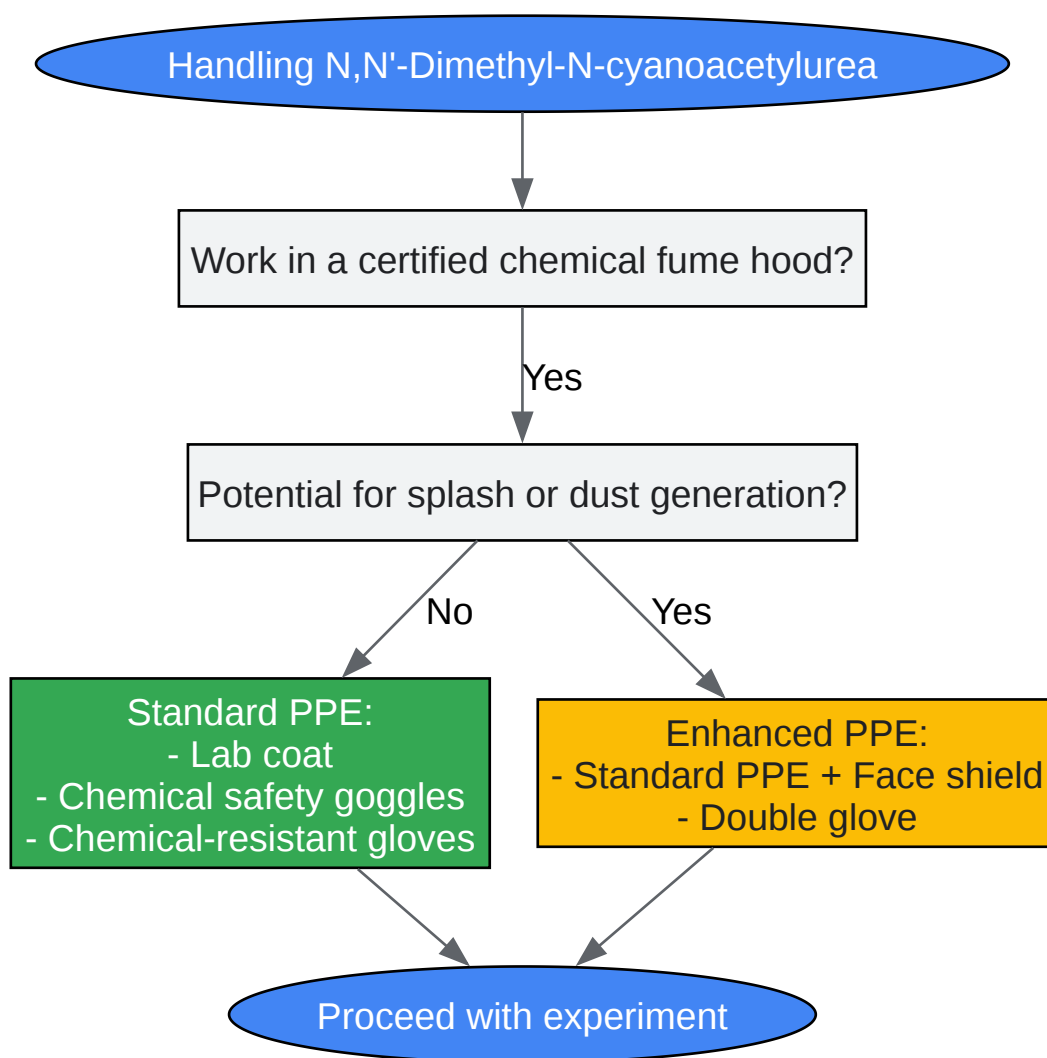 Handling N,N'-Dimethyl-N-cyanoacetylurea
Work in a certified chemical fume hood?
Yes
Potential for splash or dust generation?
No
Yes
Standard PPE:
- Lab coat
- Chemical safety goggles
- Chemical-resistant gloves
Enhanced PPE:
- Standard PPE + Face shield
- Double glove
Proceed with experiment